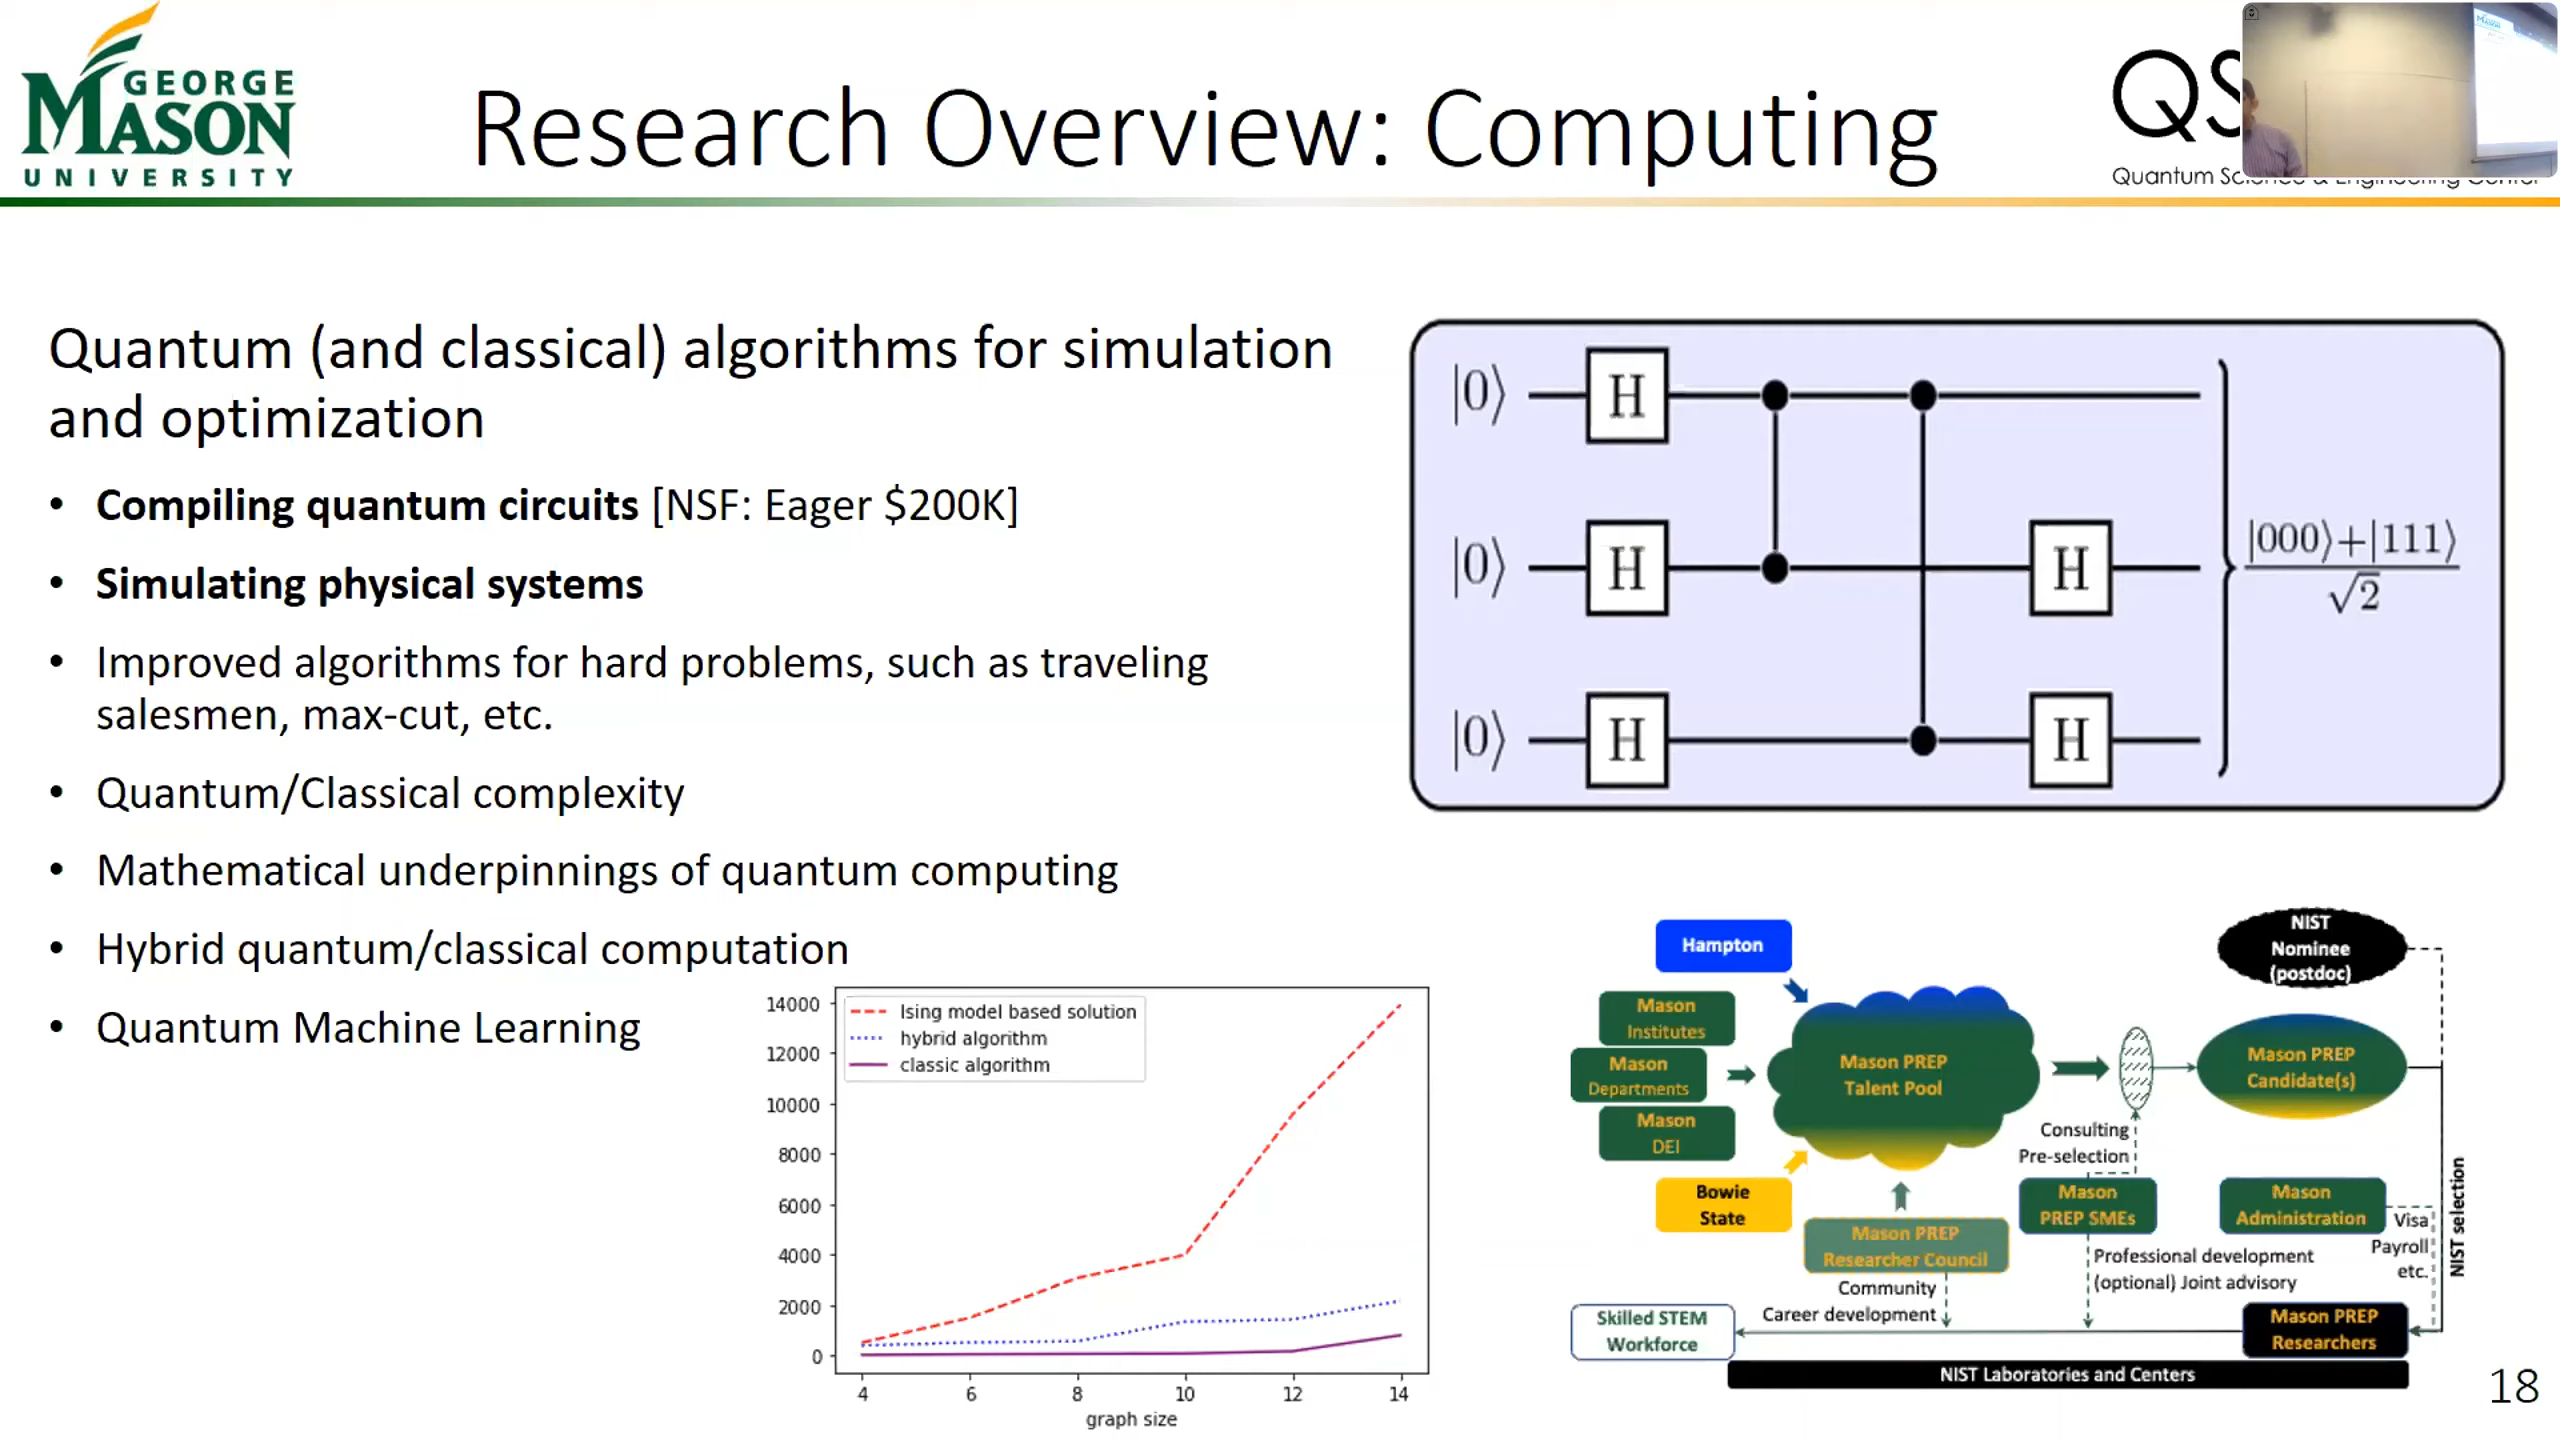 GEORGE
MASON
UNIVERSITY
Research Overview: Computing
QS
Quantum
Quantum (and classical) algorithms for simulation
and optimization
• Compiling quantum circuits [NSF: Eager $200K]
• Simulating physical systems
• Improved algorithms for hard problems, such as traveling
salesmen, max-cut, etc.
• Quantum/Classical complexity
• Mathematical underpinnings of quantum computing
• Hybrid quantum/classical computation
• Quantum Machine Learning
|0⟩ H
|0⟩ H H
|0⟩ H H
|000⟩+|111⟩
√2
14000
12000
10000
8000
6000
4000
2000
0
Ising model based solution
hybrid algorithm
classic algorithm
4 6 8 10 12 14
graph size
Hampton
Mason
Institutes
Mason
Departments
Mason
DEI
Bowie
State
Mason PREP
Talent Pool
Mason PREP
Researcher Council
Community
Career development
Consulting
Pre-selection
Mason
PREP SMEs
Professional development
(optional) Joint advisory
NIST
Nominee
(postdoc)
Mason PREP
Candidate(s)
Mason
Administration
Visa
Payroll
etc.
NIST selection
Mason PREP
Researchers
Skilled STEM
Workforce
NIST Laboratories and Centers
18